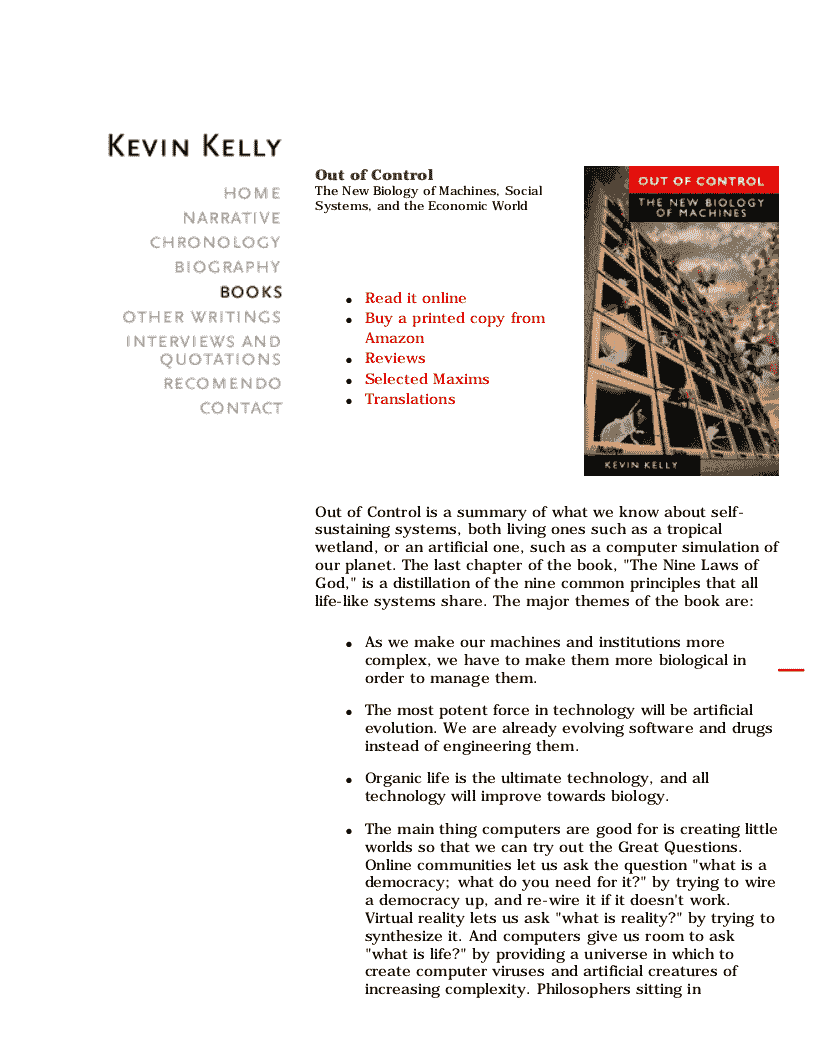 KEVIN KELLY
HOME
NARRATIVE
CHRONOLOGY
BIOGRAPHY
BOOKS
OTHER WRITINGS
INTERVIEWS AND
QUOTATIONS
RECOMENDO
CONTACT
Out of Control
The New Biology of Machines, Social
Systems, and the Economic World
• Read it online
• Buy a printed copy from
Amazon
• Reviews
• Selected Maxims
• Translations
OUT OF CONTROL
THE NEW BIOLOGY
OF MACHINES
KEVIN KELLY
Out of Control is a summary of what we know about self-
sustaining systems, both living ones such as a tropical
wetland, or an artificial one, such as a computer simulation of
our planet. The last chapter of the book, "The Nine Laws of
God," is a distillation of the nine common principles that all
life-like systems share. The major themes of the book are:
• As we make our machines and institutions more
complex, we have to make them more biological in
order to manage them.
• The most potent force in technology will be artificial
evolution. We are already evolving software and drugs
instead of engineering them.
• Organic life is the ultimate technology, and all
technology will improve towards biology.
• The main thing computers are good for is creating little
worlds so that we can try out the Great Questions.
Online communities let us ask the question "what is a
democracy; what do you need for it?" by trying to wire
a democracy up, and re-wire it if it doesn't work.
Virtual reality lets us ask "what is reality?" by trying to
synthesize it. And computers give us room to ask
"what is life?" by providing a universe in which to
create computer viruses and artificial creatures of
increasing complexity. Philosophers sitting in